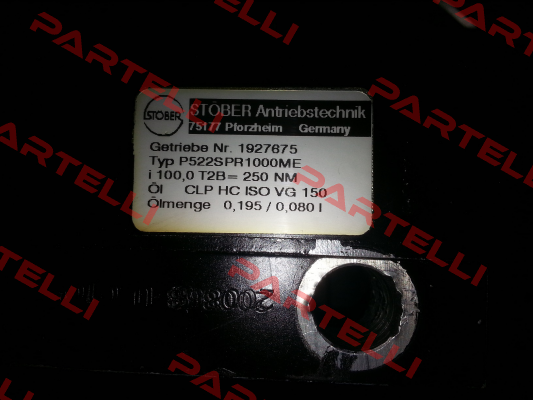 STÖBER
STÖBER Antriebstechnik
75177 Pforzheim Germany
Getriebe Nr. 1927675
Typ P522SPR1000ME
i 100,0 T2B= 250 NM
Öl CLP HC ISO VG 150
Ölmenge 0,195 / 0,080 l
PARTELLI
PARTELLI
PARTELLI
PARTELLI
PARTELLI